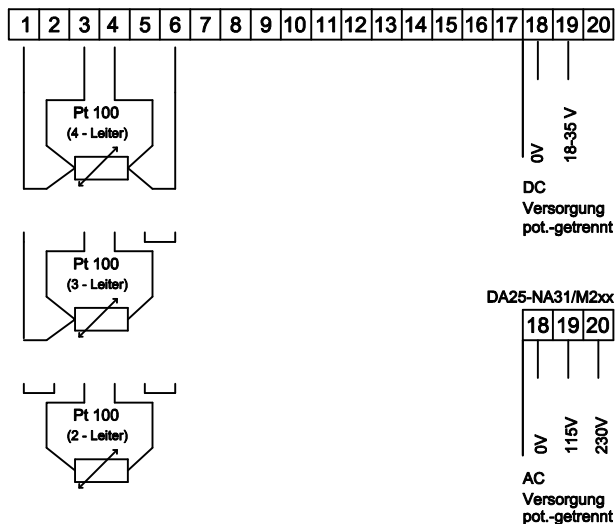 1 2 3 4 5 6 7 8 9 10 11 12 13 14 15 16 17 18 19 20
Pt 100
(4 - Leiter)
0V
18-35 V
DC
Versorgung
pot.-getrennt
Pt 100
(3 - Leiter)
DA25-NA31/M2xx
18 19 20
Pt 100
(2 - Leiter)
0V
115V
230V
AC
Versorgung
pot.-getrennt